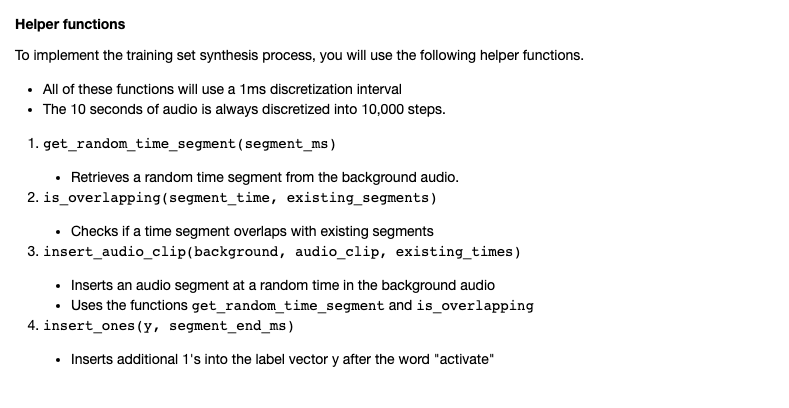 Helper functions
To implement the training set synthesis process, you will use the following helper functions.
• All of these functions will use a 1ms discretization interval
• The 10 seconds of audio is always discretized into 10,000 steps.
1. get_random_time_segment(segment_ms)
• Retrieves a random time segment from the background audio.
2. is_overlapping(segment_time, existing_segments)
• Checks if a time segment overlaps with existing segments
3. insert_audio_clip(background, audio_clip, existing_times)
• Inserts an audio segment at a random time in the background audio
• Uses the functions get_random_time_segment and is_overlapping
4. insert_ones(y, segment_end_ms)
• Inserts additional 1's into the label vector y after the word "activate"